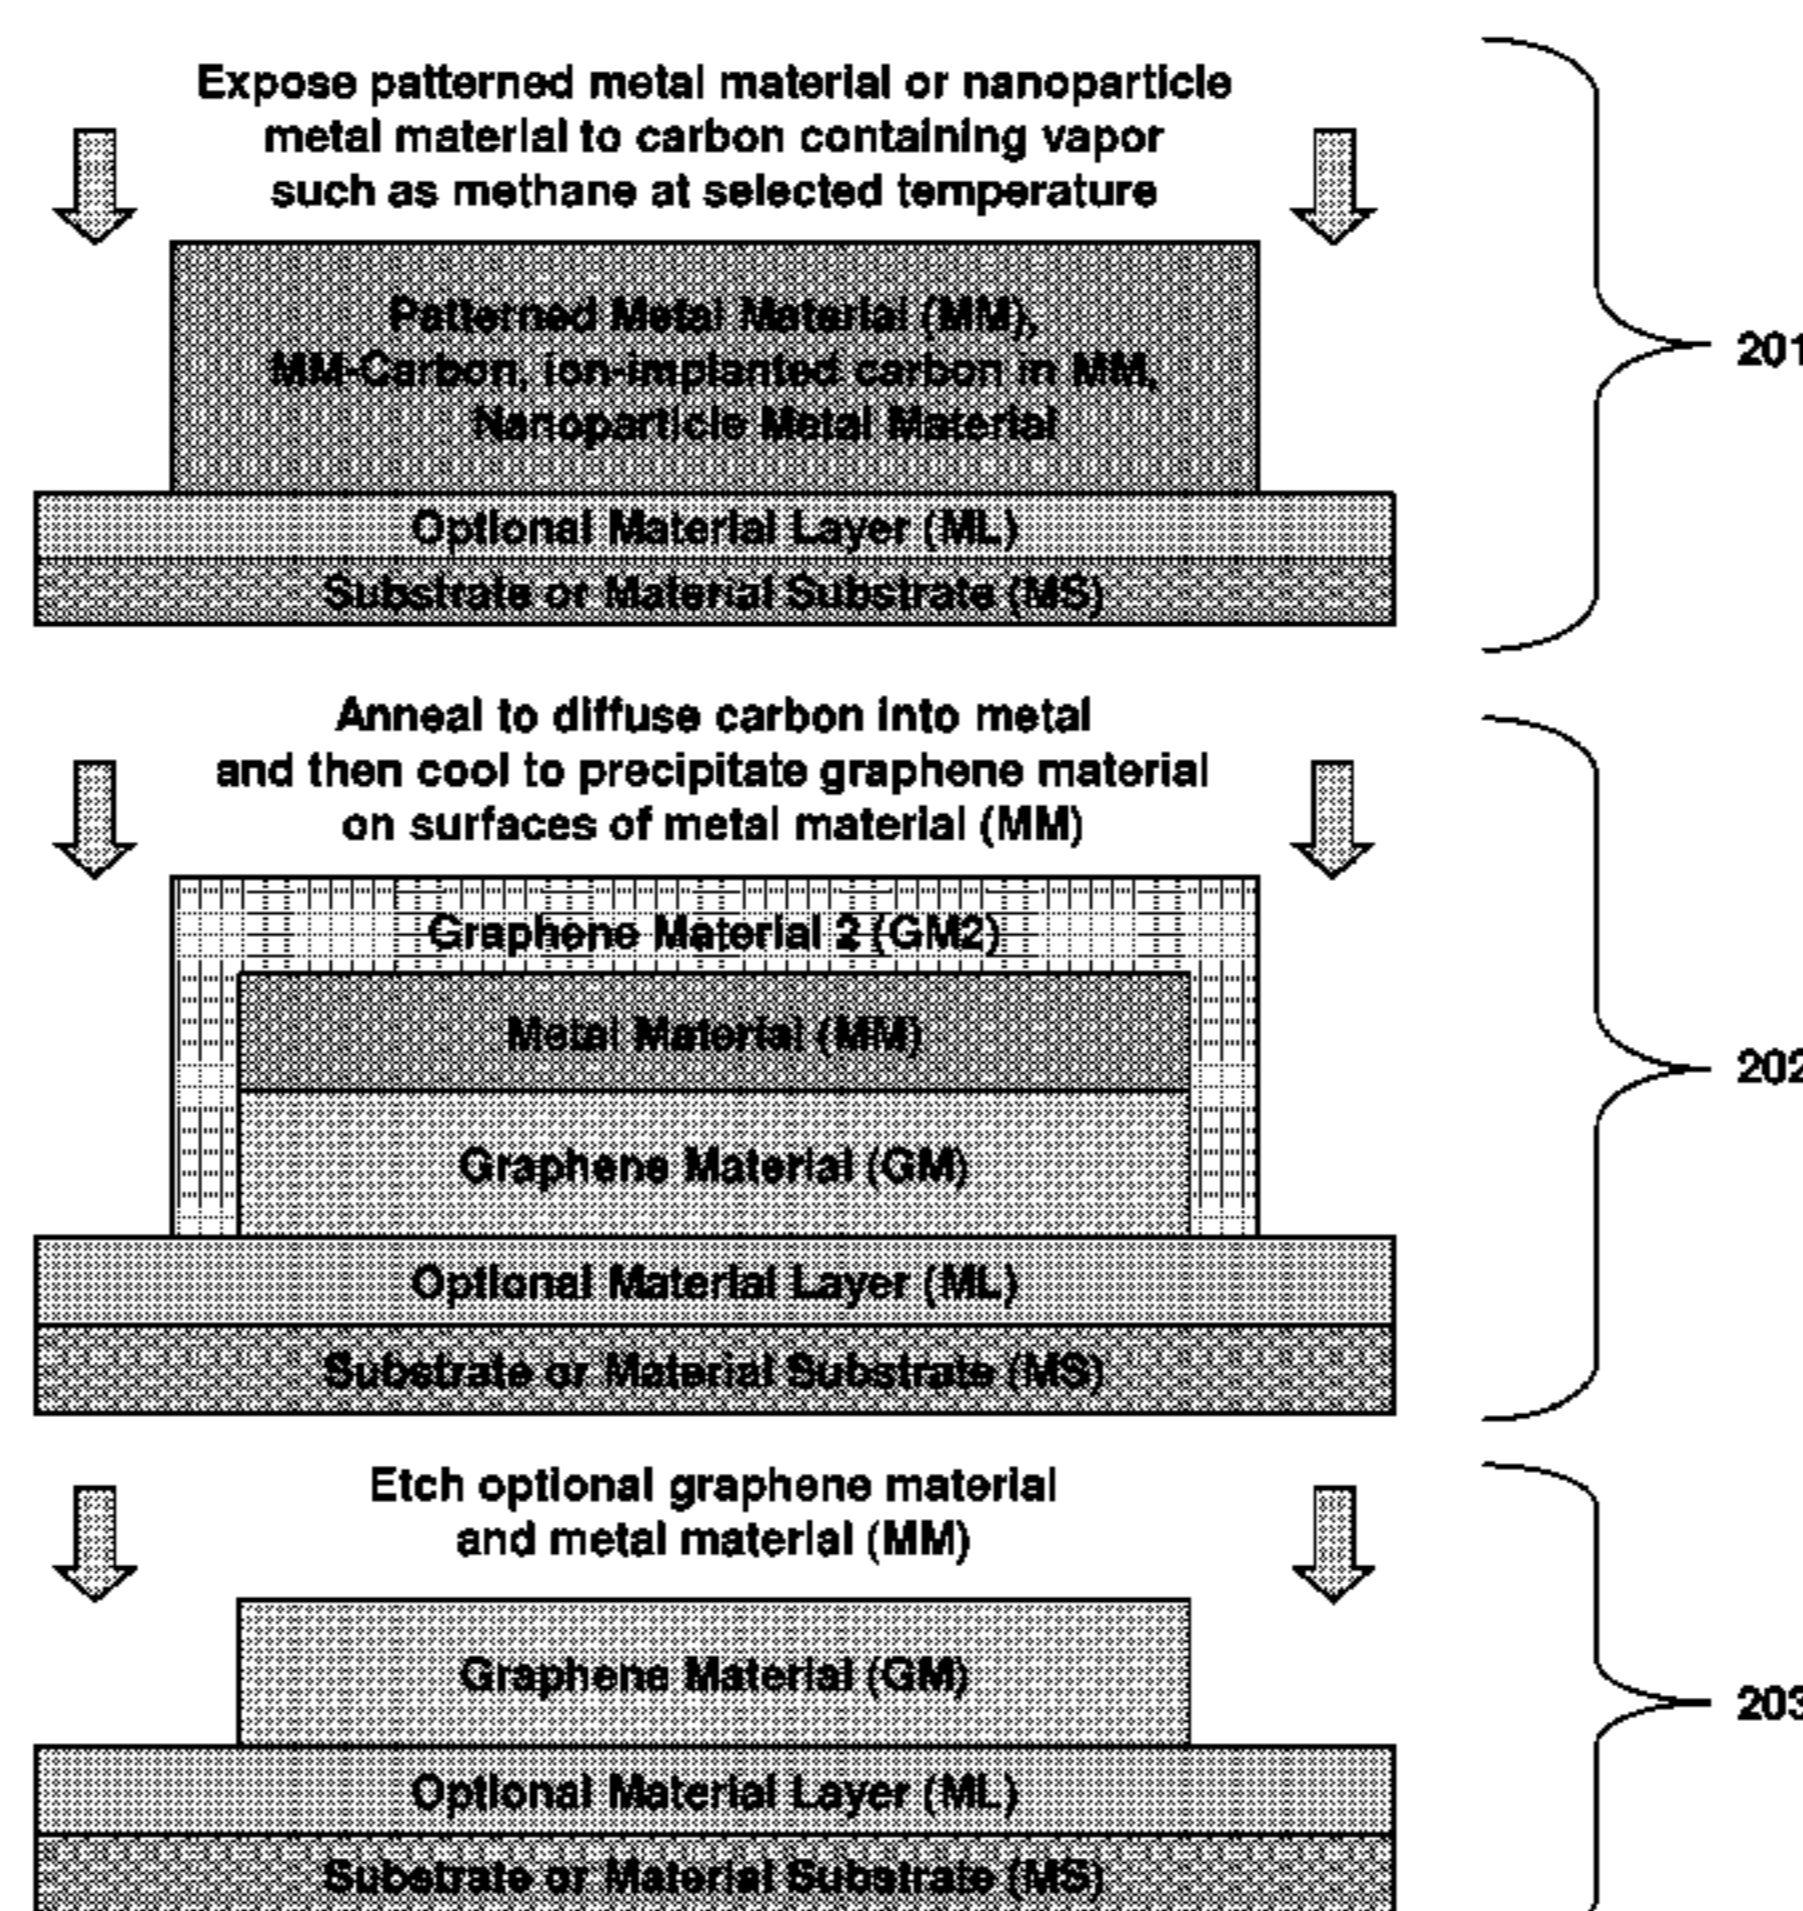 Expose patterned metal material or nanoparticle
metal material to carbon containing vapor
such as methane at selected temperature
Patterned Metal Material (MM),
MM-Carbon, ion-implanted carbon in MM,
Nanoparticle Metal Material
Optional Material Layer (ML)
Substrate or Material Substrate (MS)
201
Anneal to diffuse carbon into metal
and then cool to precipitate graphene material
on surfaces of metal material (MM)
Graphene Material 2 (GM2)
Metal Material (MM)
Graphene Material (GM)
Optional Material Layer (ML)
Substrate or Material Substrate (MS)
202
Etch optional graphene material
and metal material (MM)
Graphene Material (GM)
Optional Material Layer (ML)
Substrate or Material Substrate (MS)
203